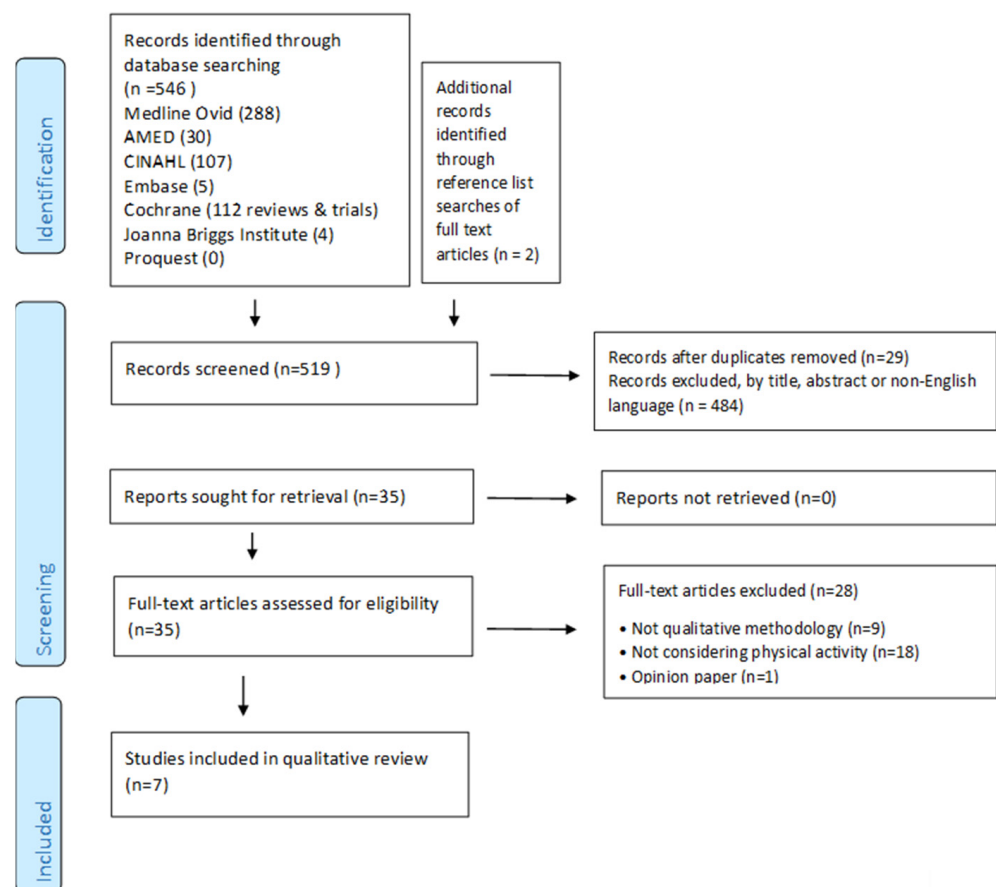 Identification
Records identified through
database searching
(n =546 )
Medline Ovid (288)
AMED (30)
CINAHL (107)
Embase (5)
Cochrane (112 reviews & trials)
Joanna Briggs Institute (4)
Proquest (0)
Additional
records
identified
through
reference list
searches of
full text
articles (n = 2)
Screening
Records screened (n=519 )
Records after duplicates removed (n=29)
Records excluded, by title, abstract or non-English
language (n = 484)
Reports sought for retrieval (n=35)
Reports not retrieved (n=0)
Full-text articles assessed for eligibility
(n=35)
Full-text articles excluded (n=28)
• Not qualitative methodology (n=9)
• Not considering physical activity (n=18)
• Opinion paper (n=1)
Included
Studies included in qualitative review
(n=7)